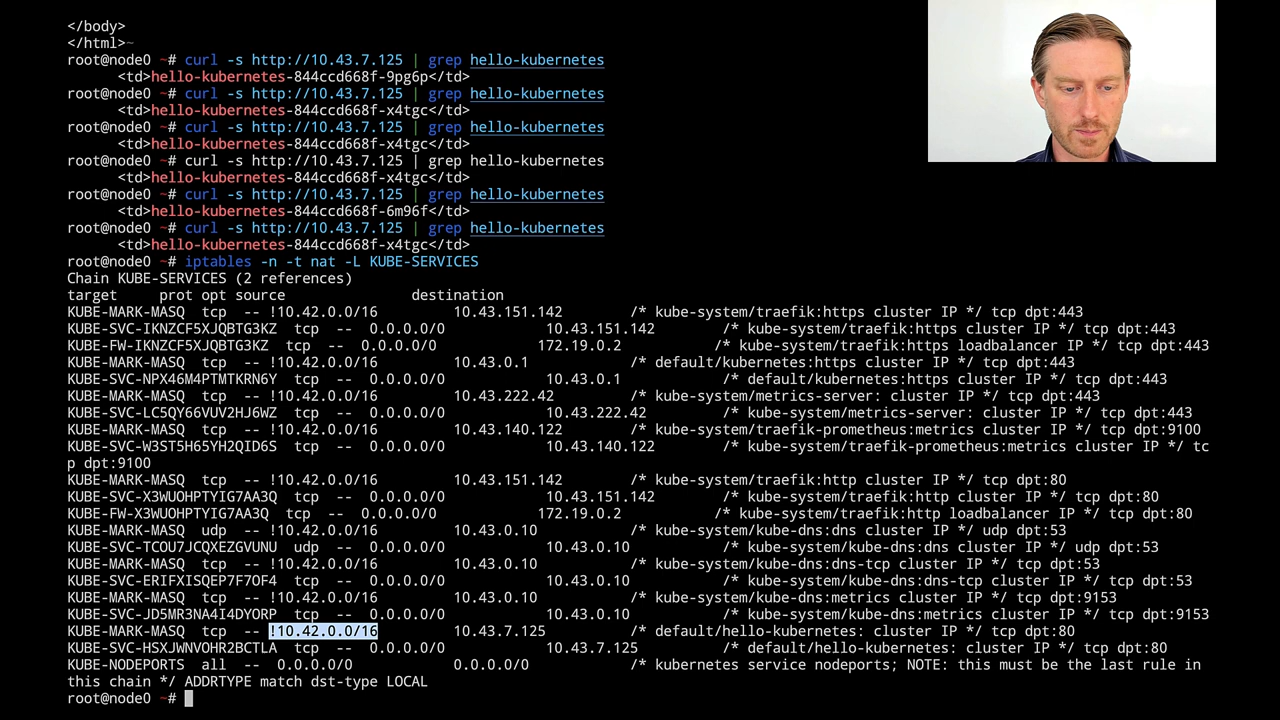 </body>
</html>~
root@node0 ~# curl -s http://10.43.7.125 | grep hello-kubernetes
<td>hello-kubernetes-844ccd668f-9pg6p</td>
root@node0 ~# curl -s http://10.43.7.125 | grep hello-kubernetes
<td>hello-kubernetes-844ccd668f-x4tgc</td>
root@node0 ~# curl -s http://10.43.7.125 | grep hello-kubernetes
<td>hello-kubernetes-844ccd668f-x4tgc</td>
root@node0 ~# curl -s http://10.43.7.125 | grep hello-kubernetes
<td>hello-kubernetes-844ccd668f-x4tgc</td>
root@node0 ~# curl -s http://10.43.7.125 | grep hello-kubernetes
<td>hello-kubernetes-844ccd668f-6m96f</td>
root@node0 ~# curl -s http://10.43.7.125 | grep hello-kubernetes
<td>hello-kubernetes-844ccd668f-x4tgc</td>
root@node0 ~# iptables -n -t nat -L KUBE-SERVICES
Chain KUBE-SERVICES (2 references)
target     prot opt source               destination
KUBE-MARK-MASQ  tcp  -- !10.42.0.0/16         10.43.151.142        /* kube-system/traefik:https cluster IP */ tcp dpt:443
KUBE-SVC-IKNZCF5XJQBTG3KZ  tcp  --  0.0.0.0/0            10.43.151.142        /* kube-system/traefik:https cluster IP */ tcp dpt:443
KUBE-FW-IKNZCF5XJQBTG3KZ  tcp  --  0.0.0.0/0            172.19.0.2           /* kube-system/traefik:https loadbalancer IP */ tcp dpt:443
KUBE-MARK-MASQ  tcp  -- !10.42.0.0/16         10.43.0.1            /* default/kubernetes:https cluster IP */ tcp dpt:443
KUBE-SVC-NPX46M4PTMTKRN6Y  tcp  --  0.0.0.0/0            10.43.0.1            /* default/kubernetes:https cluster IP */ tcp dpt:443
KUBE-MARK-MASQ  tcp  -- !10.42.0.0/16         10.43.222.42         /* kube-system/metrics-server: cluster IP */ tcp dpt:443
KUBE-SVC-LC5QY66VUV2HJ6WZ  tcp  --  0.0.0.0/0            10.43.222.42         /* kube-system/metrics-server: cluster IP */ tcp dpt:443
KUBE-MARK-MASQ  tcp  -- !10.42.0.0/16         10.43.140.122        /* kube-system/traefik-prometheus:metrics cluster IP */ tcp dpt:9100
KUBE-SVC-W3ST5H65YH2QID6S  tcp  --  0.0.0.0/0            10.43.140.122        /* kube-system/traefik-prometheus:metrics cluster IP */ tc
p dpt:9100
KUBE-MARK-MASQ  tcp  -- !10.42.0.0/16         10.43.151.142        /* kube-system/traefik:http cluster IP */ tcp dpt:80
KUBE-SVC-X3WUOHPTYIG7AA3Q  tcp  --  0.0.0.0/0            10.43.151.142        /* kube-system/traefik:http cluster IP */ tcp dpt:80
KUBE-FW-X3WUOHPTYIG7AA3Q  tcp  --  0.0.0.0/0            172.19.0.2           /* kube-system/traefik:http loadbalancer IP */ tcp dpt:80
KUBE-MARK-MASQ  udp  -- !10.42.0.0/16         10.43.0.10           /* kube-system/kube-dns:dns cluster IP */ udp dpt:53
KUBE-SVC-TCOU7JCQXEZGVUNU  udp  --  0.0.0.0/0            10.43.0.10           /* kube-system/kube-dns:dns cluster IP */ udp dpt:53
KUBE-MARK-MASQ  tcp  -- !10.42.0.0/16         10.43.0.10           /* kube-system/kube-dns:dns-tcp cluster IP */ tcp dpt:53
KUBE-SVC-ERIFXISQEP7F7OF4  tcp  --  0.0.0.0/0            10.43.0.10           /* kube-system/kube-dns:dns-tcp cluster IP */ tcp dpt:53
KUBE-MARK-MASQ  tcp  -- !10.42.0.0/16         10.43.0.10           /* kube-system/kube-dns:metrics cluster IP */ tcp dpt:9153
KUBE-SVC-JD5MR3NA4I4DYORP  tcp  --  0.0.0.0/0            10.43.0.10           /* kube-system/kube-dns:metrics cluster IP */ tcp dpt:9153
KUBE-MARK-MASQ  tcp  -- !10.42.0.0/16         10.43.7.125          /* default/hello-kubernetes: cluster IP */ tcp dpt:80
KUBE-SVC-HSXJWNVOHR2BCTLA  tcp  --  0.0.0.0/0            10.43.7.125          /* default/hello-kubernetes: cluster IP */ tcp dpt:80
KUBE-NODEPORTS  all  --  0.0.0.0/0            0.0.0.0/0            /* kubernetes service nodeports; NOTE: this must be the last rule in
this chain */ ADDRTYPE match dst-type LOCAL
root@node0 ~#